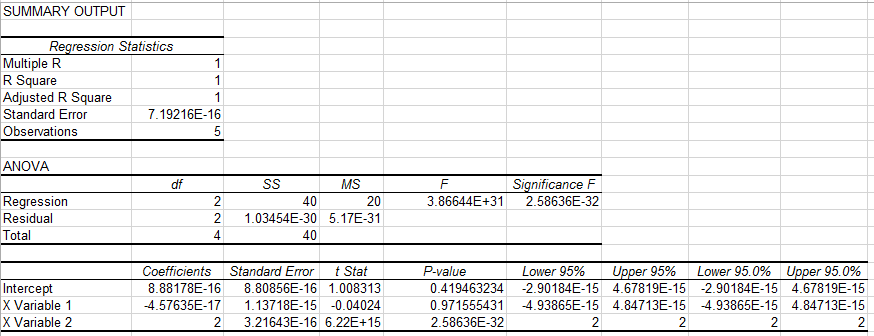 SUMMARY OUTPUT
Regression Statistics
Multiple R 1
R Square 1
Adjusted R Square 1
Standard Error 7.19216E-16
Observations 5
ANOVA
df SS MS F Significance F
Regression 2 40 20 3.86644E+31 2.58636E-32
Residual 2 1.03454E-30 5.17E-31
Total 4 40
Coefficients Standard Error t Stat P-value Lower 95% Upper 95% Lower 95.0% Upper 95.0%
Intercept 8.88178E-16 8.80856E-16 1.008313 0.419463234 -2.90184E-15 4.67819E-15 -2.90184E-15 4.67819E-15
X Variable 1 -4.57635E-17 1.13718E-15 -0.04024 0.971555431 -4.93865E-15 4.84713E-15 -4.93865E-15 4.84713E-15
X Variable 2 2 3.21643E-16 6.22E+15 2.58636E-32 2 2 2 2